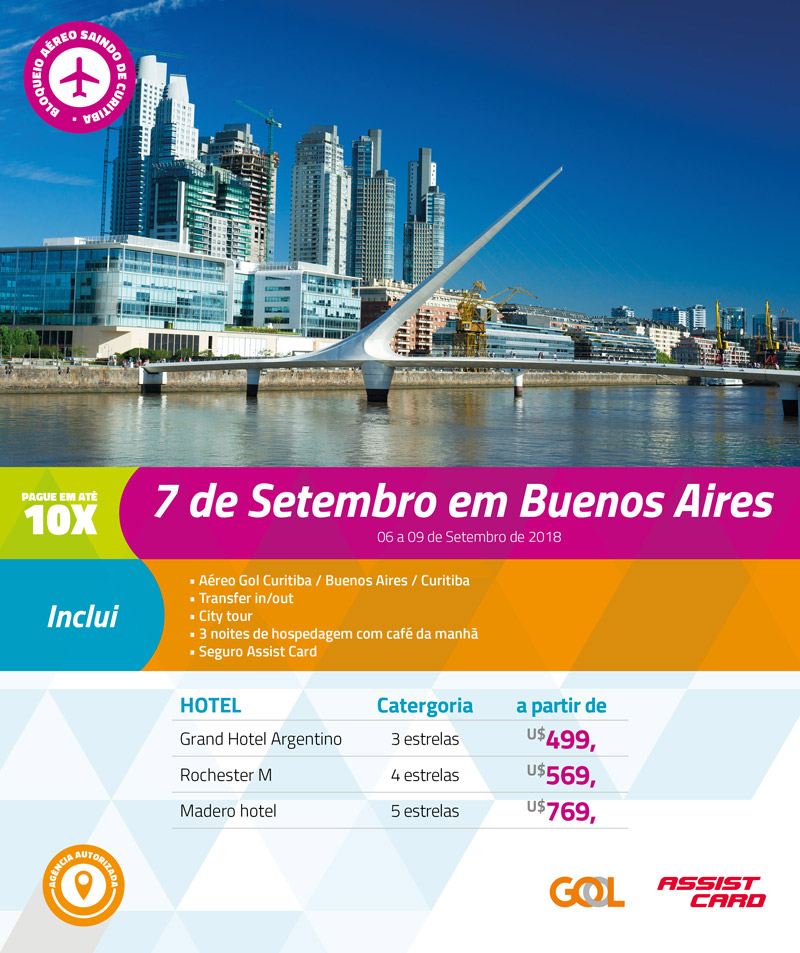 BLOQUEIO AÉREO SAINDO DE CURITIBA •
PAGUE EM ATÉ
10X
7 de Setembro em Buenos Aires
06 a 09 de Setembro de 2018
Inclui
• Aéreo Gol Curitiba / Buenos Aires / Curitiba
• Transfer in/out
• City tour
• 3 noites de hospedagem com café da manhã
• Seguro Assist Card
HOTEL Catergoria a partir de
Grand Hotel Argentino 3 estrelas U$499,
Rochester M 4 estrelas U$569,
Madero hotel 5 estrelas U$769,
AGÊNCIA AUTORIZADA
GOL
ASSIST
CARD